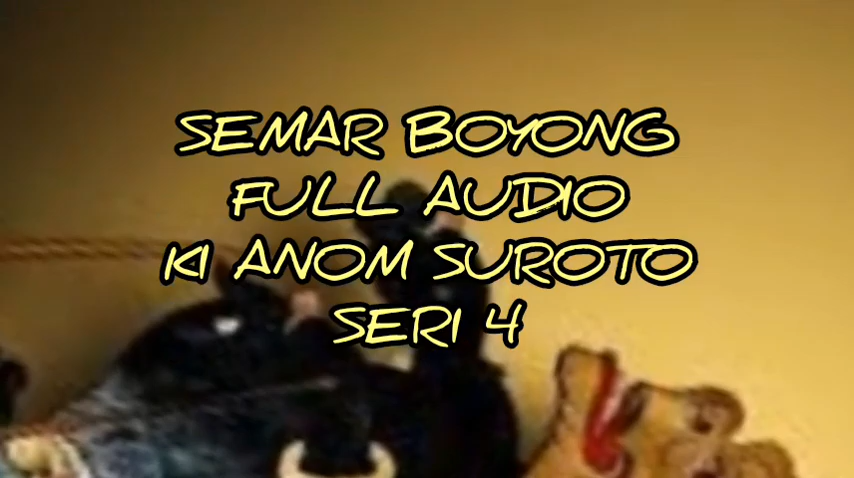 SEMAR BOYONG
FULL AUDIO
KI ANOM SUROTO
SERI 4